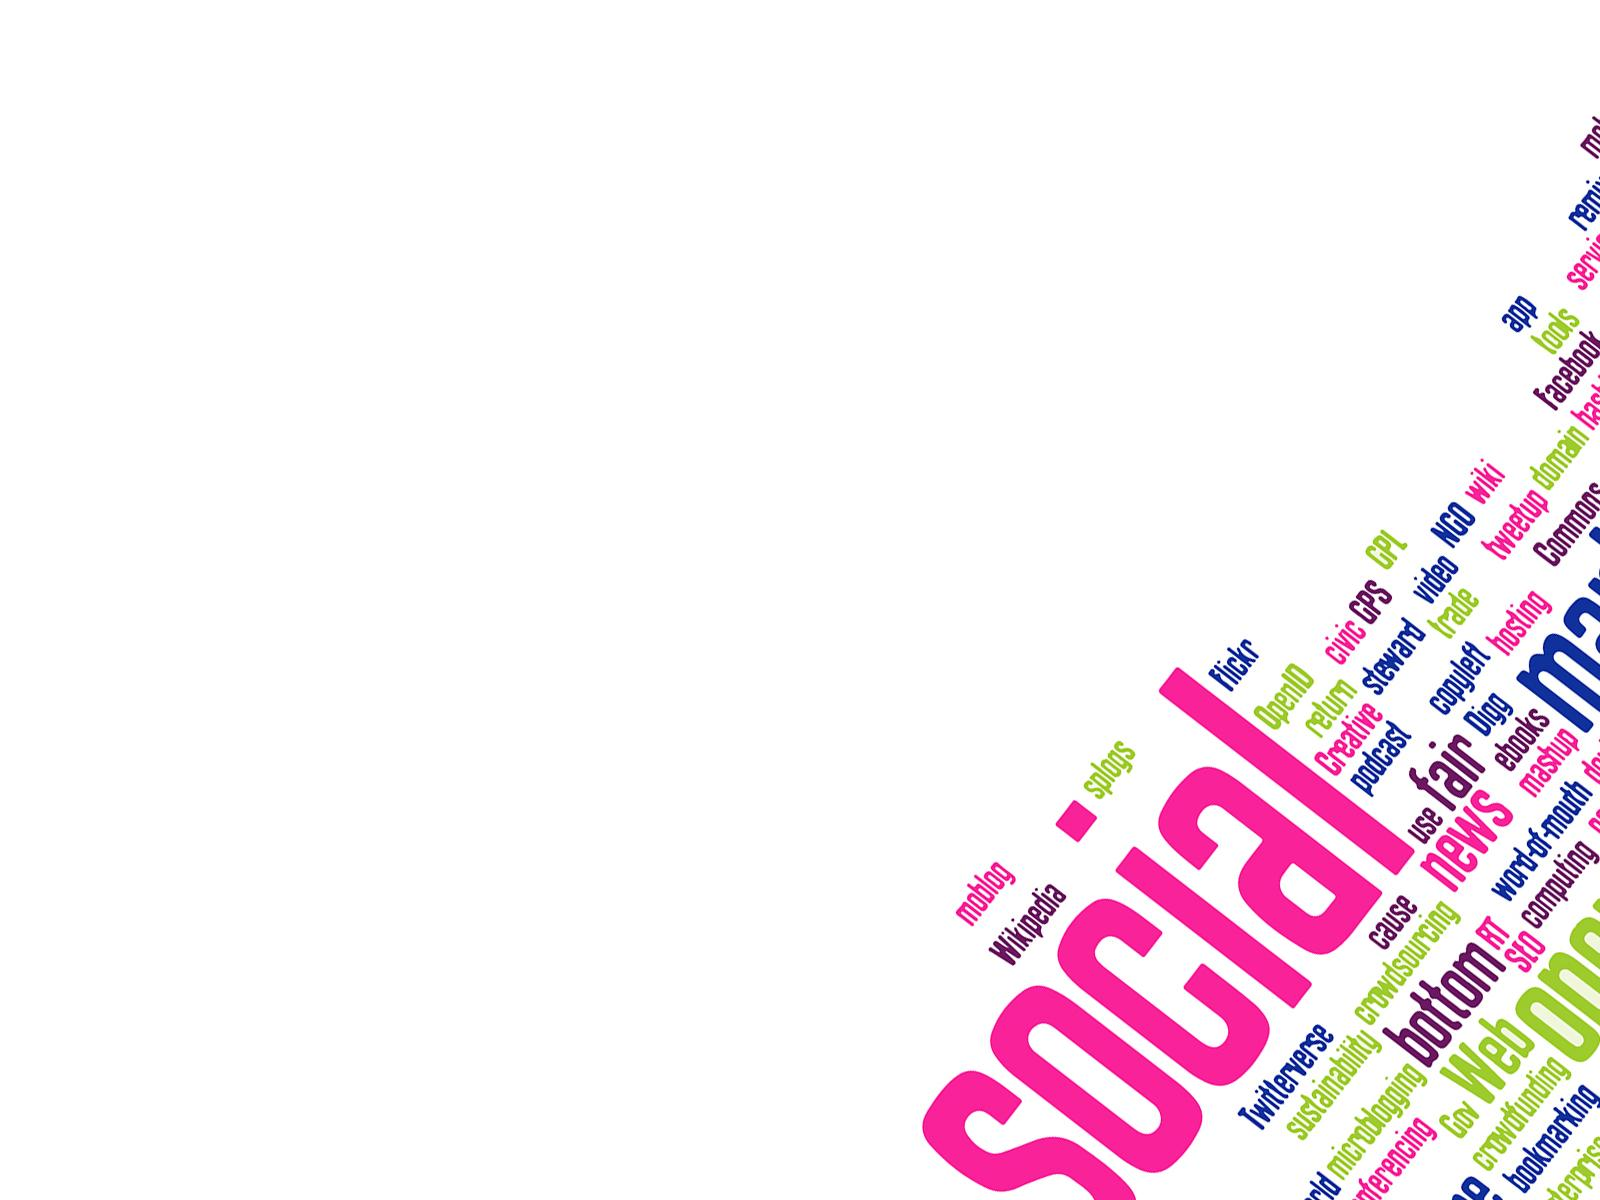 app
tools
facebook
domain
wiki
tweetup
NGO
Commons
GPL
video
GPS
trade
civic
hosting
steward
flickr
copyleft
OpenID
return
Digg
Creative
ebooks
podcast
fair
mashup
splogs
use
news
word-of-mouth
social
moblog
computing
Wikipedia
cause
crowdsourcing
RT
bottom
SEO
Web
Twitterverse
sustainability
microblogging
Gov
crowdfunding
bookmarking